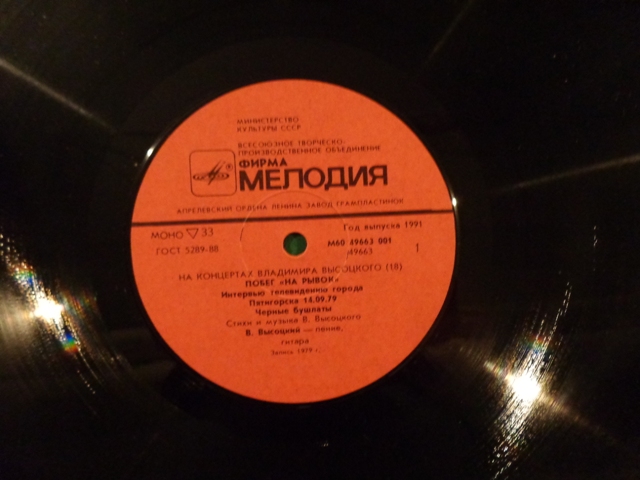 МИНИСТЕРСТВО
КУЛЬТУРЫ СССР
ВСЕСОЮЗНОЕ ТВОРЧЕСКО-
ПРОИЗВОДСТВЕННОЕ ОБЪЕДИНЕНИЕ
ФИРМА
МЕЛОДИЯ
АПРЕЛЕВСКИЙ ОРДЕНА ЛЕНИНА ЗАВОД ГРАМПЛАСТИНОК
МОНО ▽ 33
Год выпуска 1991
ГОСТ 5289-88
М60 49663 001
49663
1
НА КОНЦЕРТАХ ВЛАДИМИРА ВЫСОЦКОГО (18)
ПОБЕГ «НА РЫВОК»
Интервью телевидению города
Пятигорска 14.09.79
Черные бушлаты
Стихи и музыка В. Высоцкого
В. Высоцкий — пение,
гитара
Запись 1979 г.